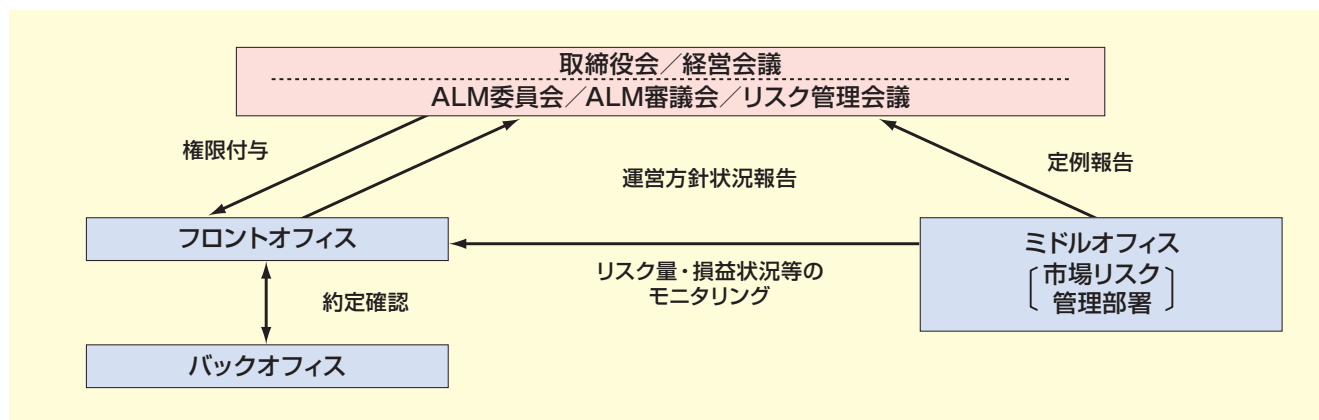 取締役会／経営会議
ALM委員会／ALM審議会／リスク管理会議
権限付与
運営方針状況報告
定例報告
フロントオフィス
ミドルオフィス
市場リスク
管理部署
リスク量・損益状況等の
モニタリング
約定確認
バックオフィス